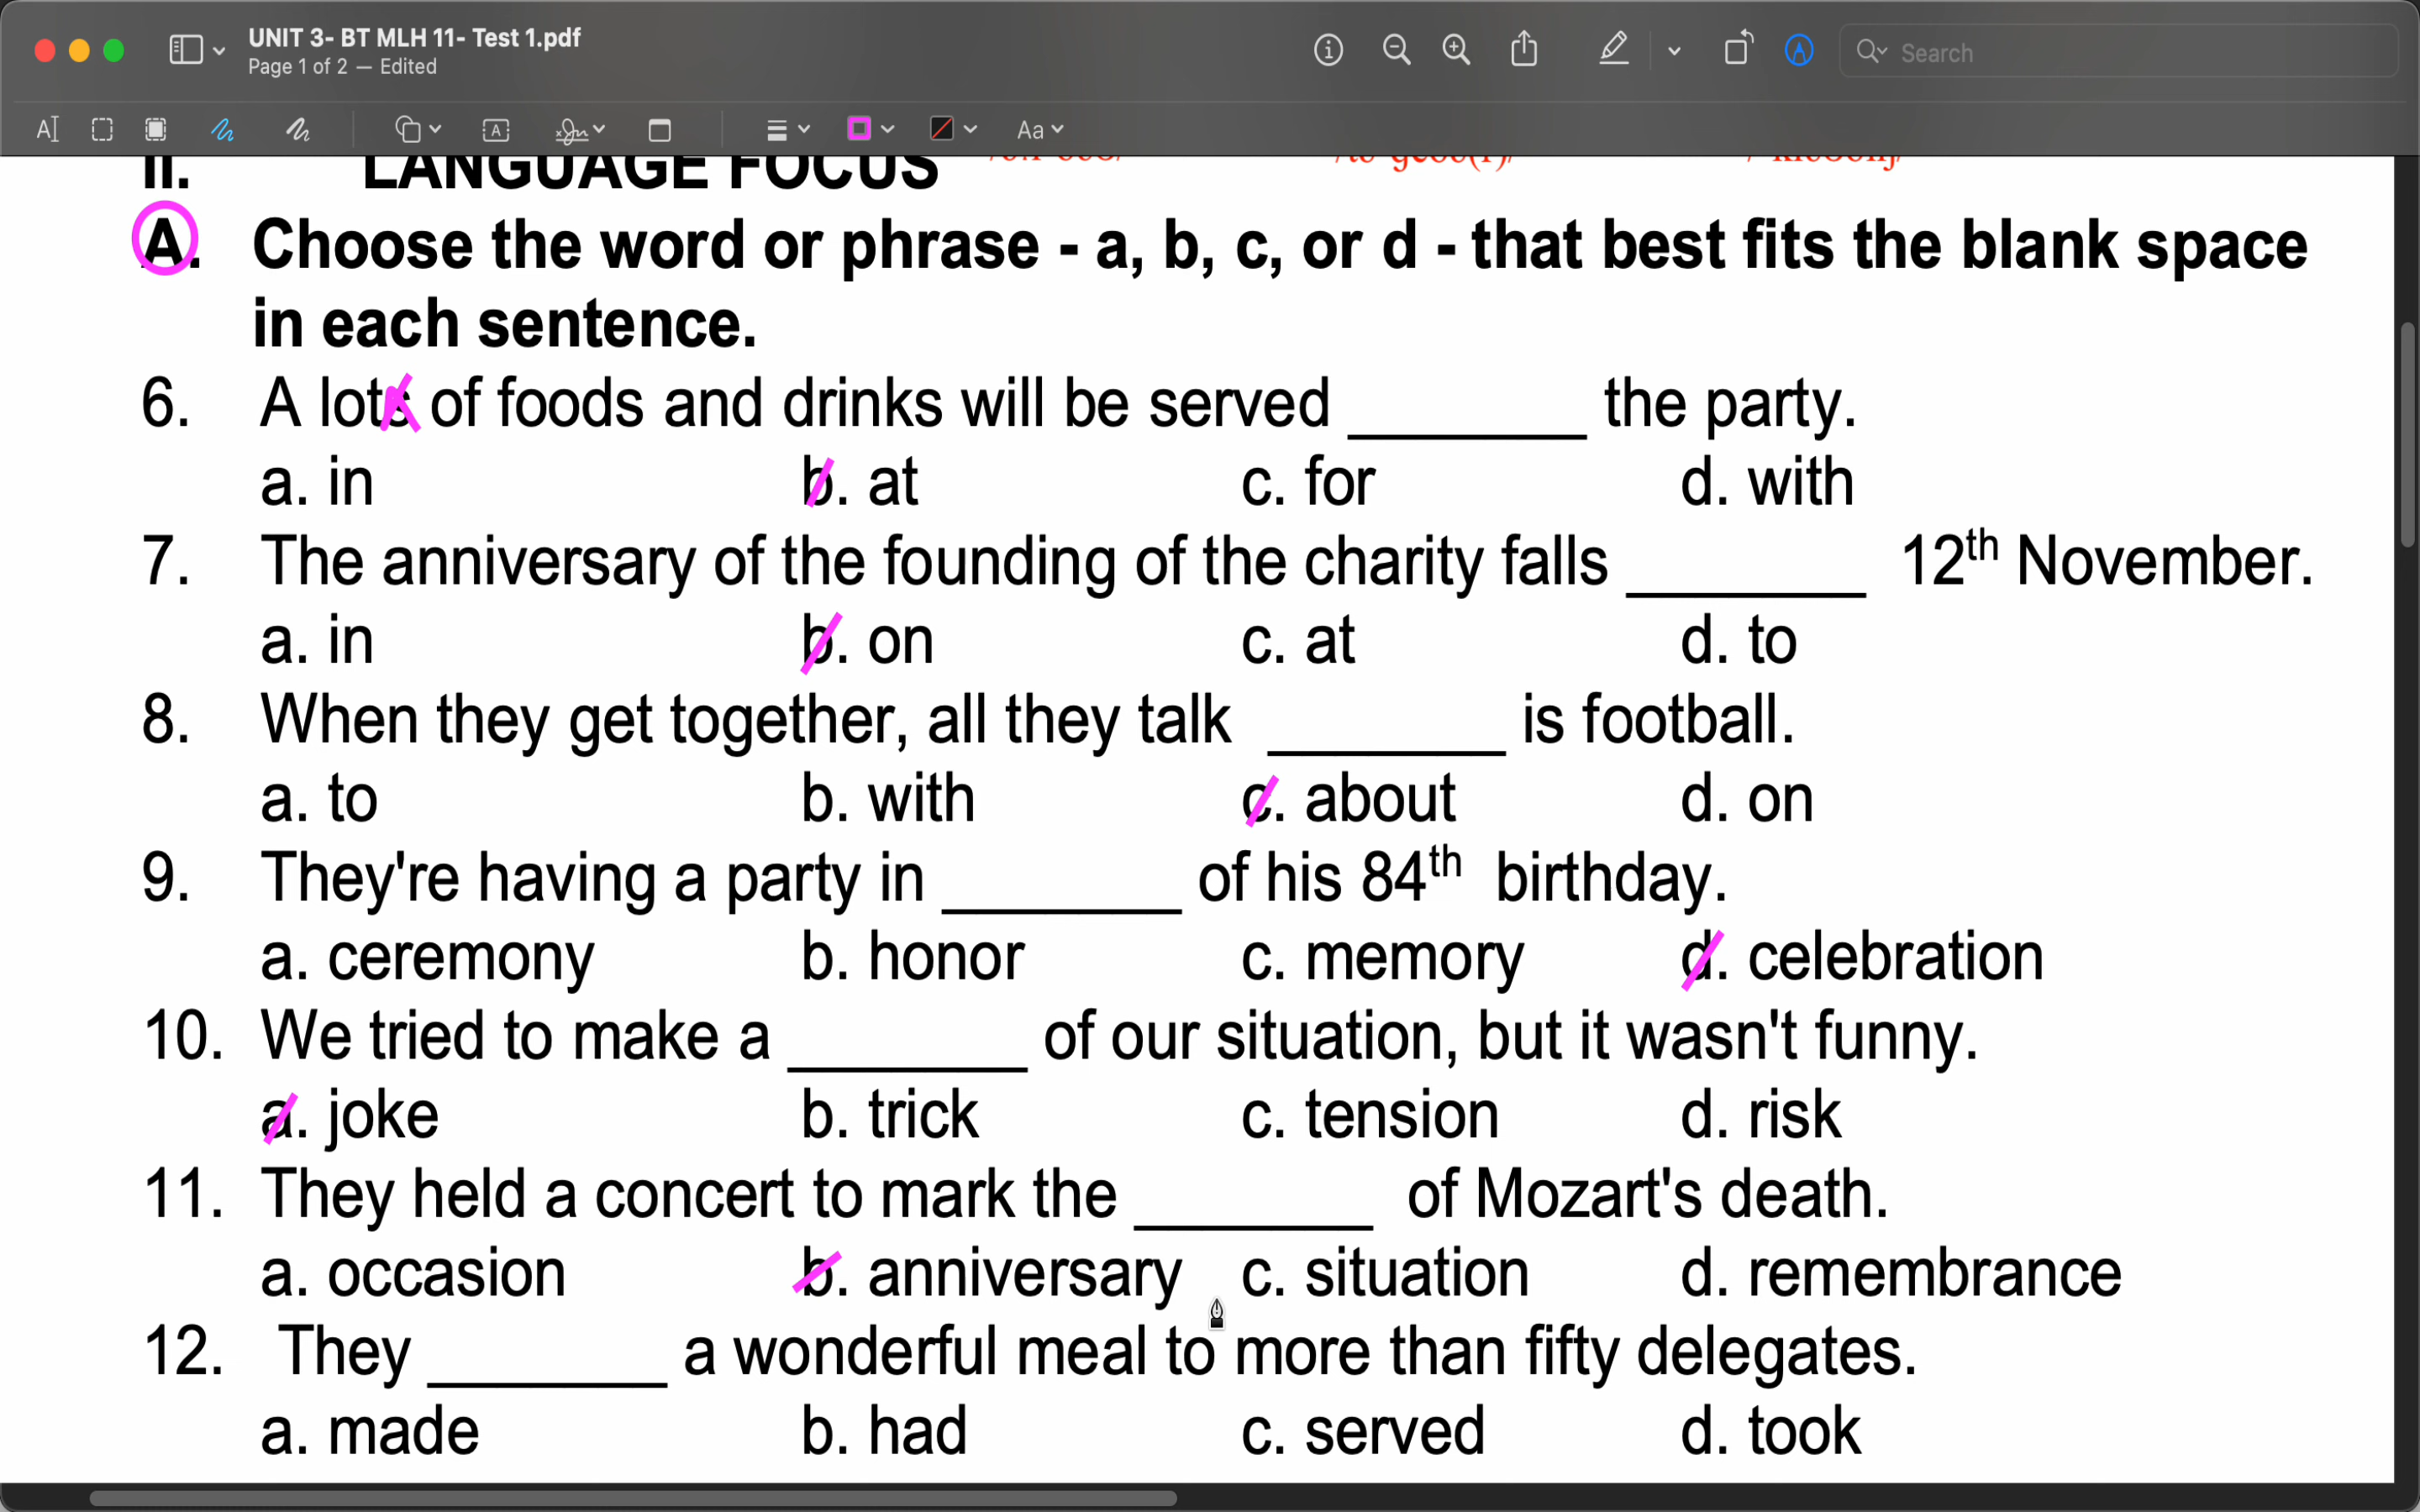 UNIT 3- BT MLH 11- Test 1.pdf
Page 1 of 2 — Edited
Search
II. LANGUAGE FOCUS
A. Choose the word or phrase - a, b, c, or d - that best fits the blank space
in each sentence.
6. A lots of foods and drinks will be served ________ the party.
a. in b. at c. for d. with
7. The anniversary of the founding of the charity falls ________ 12th November.
a. in b. on c. at d. to
8. When they get together, all they talk ________ is football.
a. to b. with c. about d. on
9. They're having a party in ________ of his 84th birthday.
a. ceremony b. honor c. memory d. celebration
10. We tried to make a ________ of our situation, but it wasn't funny.
a. joke b. trick c. tension d. risk
11. They held a concert to mark the ________ of Mozart's death.
a. occasion b. anniversary c. situation d. remembrance
12. They ________ a wonderful meal to more than fifty delegates.
a. made b. had c. served d. took